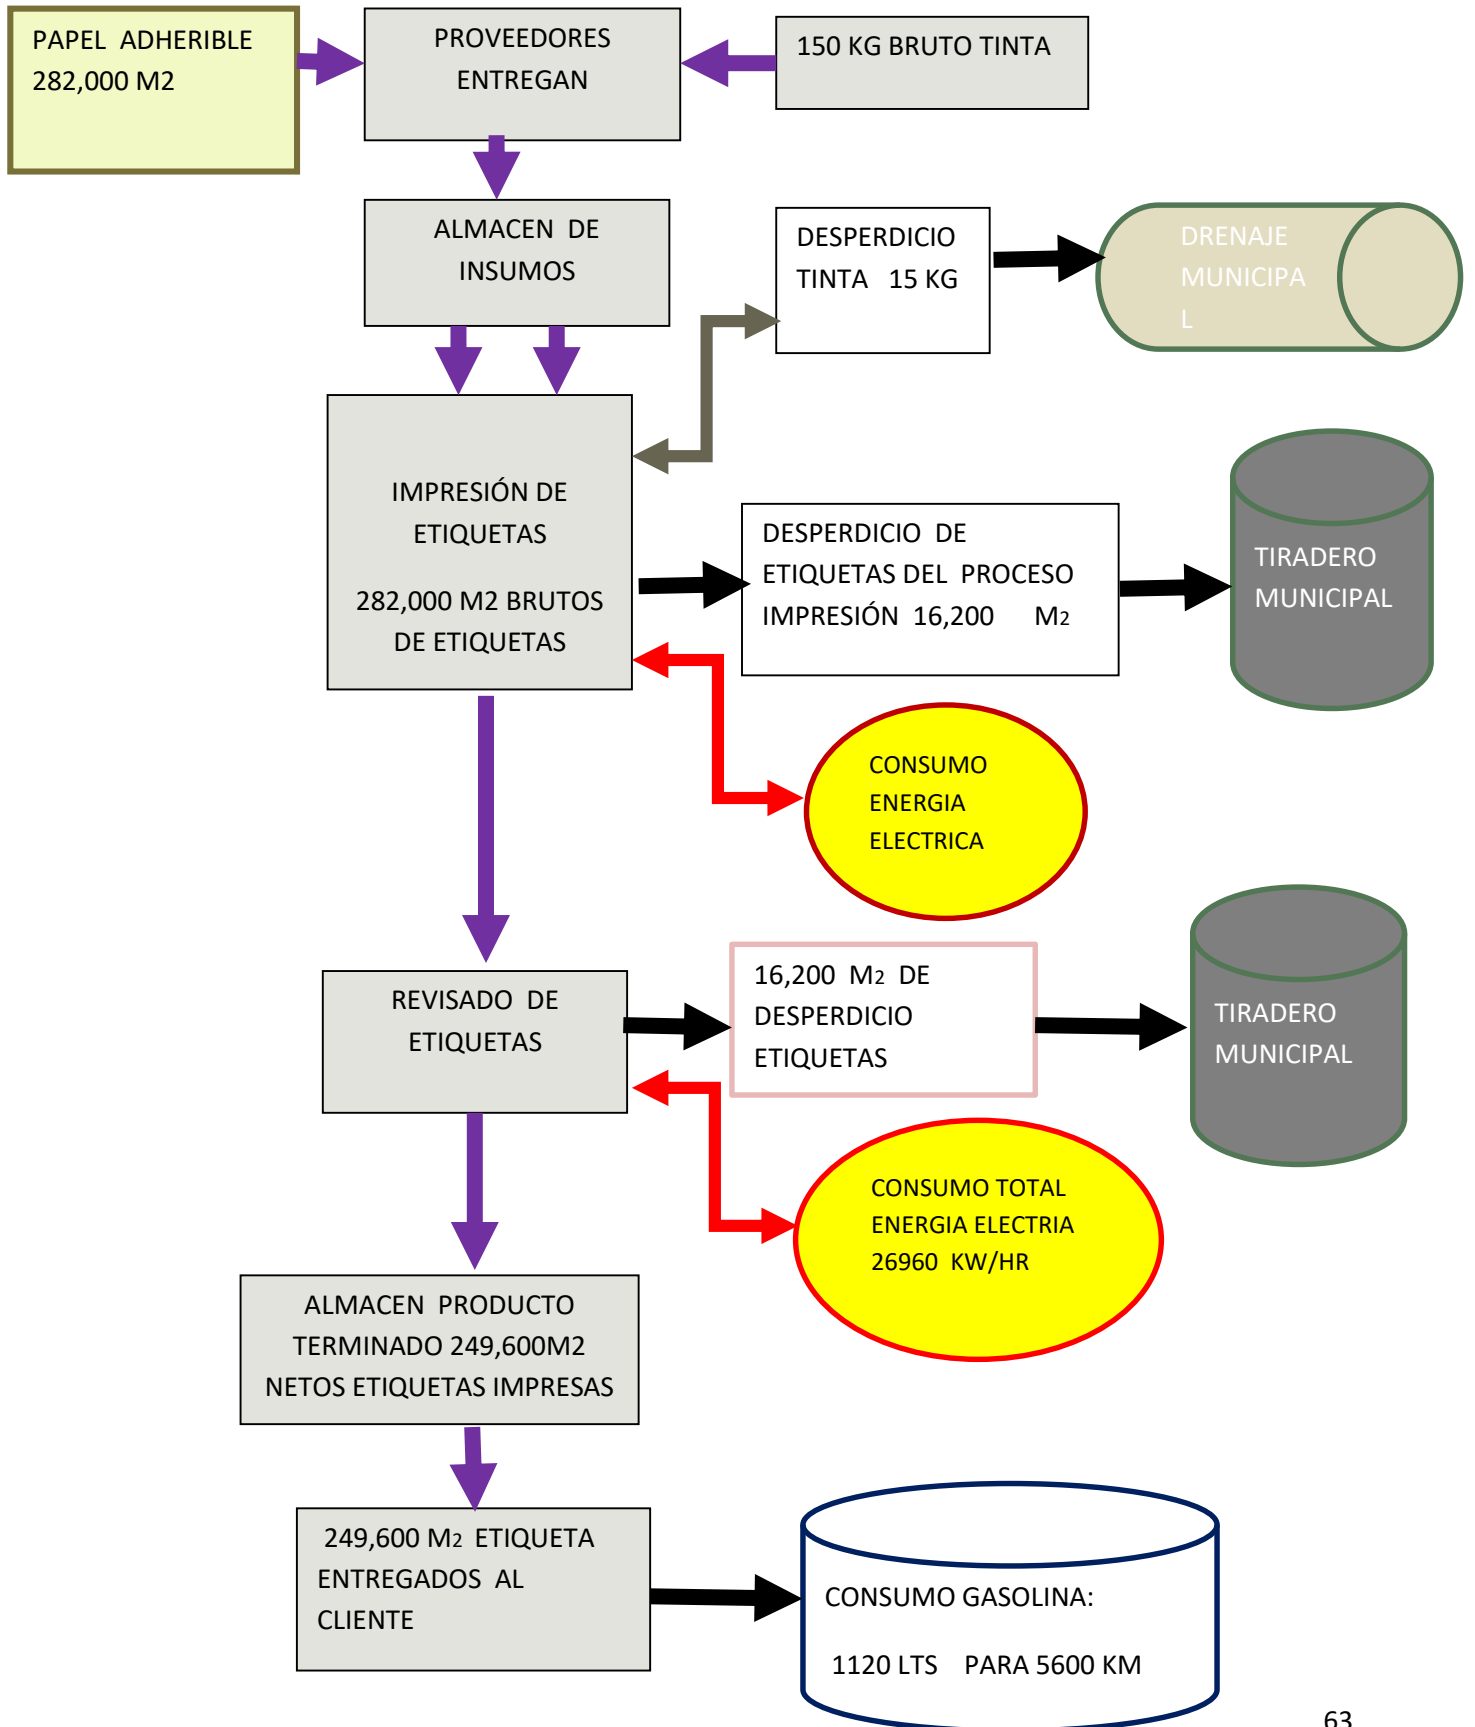 PAPEL ADHERIBLE
282,000 M2
PROVEEDORES
ENTREGAN
150 KG BRUTO TINTA
ALMACEN DE
INSUMOS
DESPERDICIO
TINTA 15 KG
DRENAJE
MUNICIPA
L
IMPRESIÓN DE
ETIQUETAS
282,000 M2 BRUTOS
DE ETIQUETAS
DESPERDICIO DE
ETIQUETAS DEL PROCESO
IMPRESIÓN 16,200 M2
TIRADERO
MUNICIPAL
CONSUMO
ENERGIA
ELECTRICA
REVISADO DE
ETIQUETAS
16,200 M2 DE
DESPERDICIO
ETIQUETAS
TIRADERO
MUNICIPAL
CONSUMO TOTAL
ENERGIA ELECTRIA
26960 KW/HR
ALMACEN PRODUCTO
TERMINADO 249,600M2
NETOS ETIQUETAS IMPRESAS
249,600 M2 ETIQUETA
ENTREGADOS AL
CLIENTE
CONSUMO GASOLINA:
1120 LTS PARA 5600 KM
63